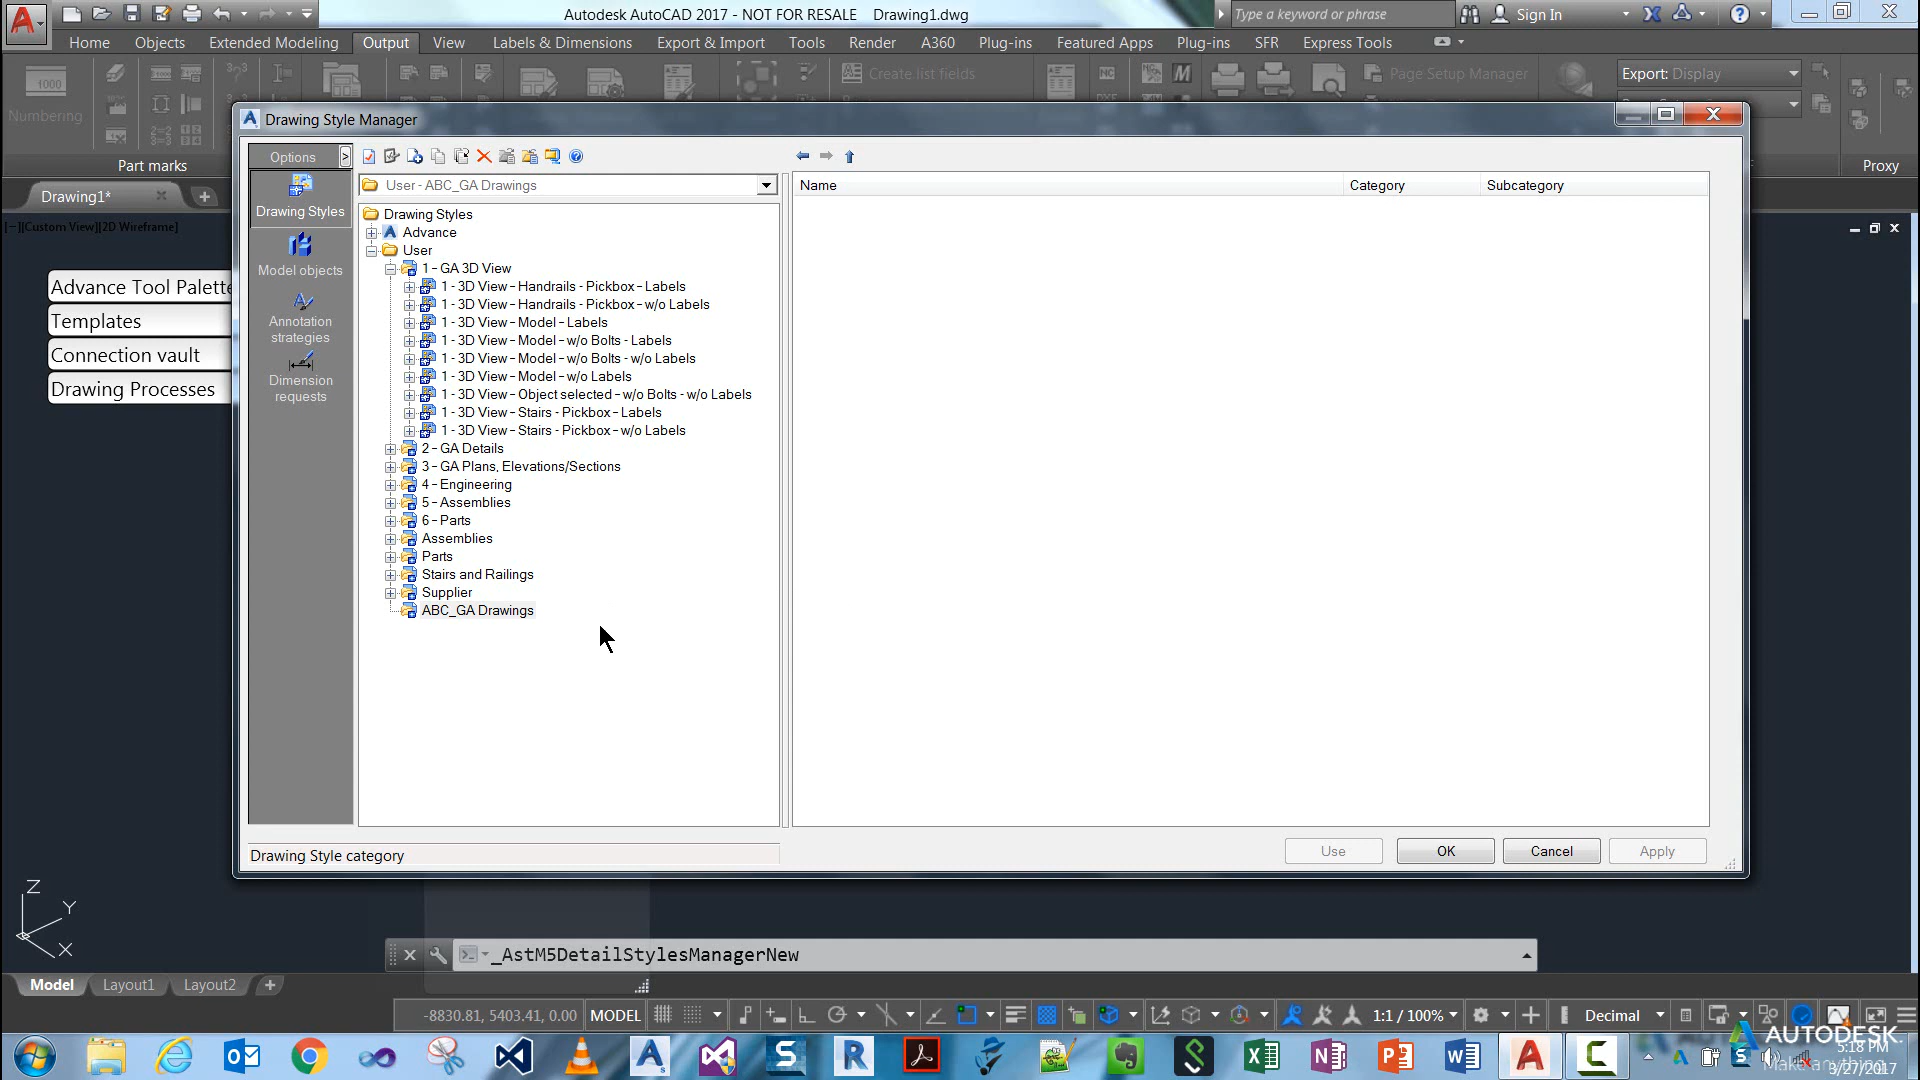 Autodesk AutoCAD 2017 - NOT FOR RESALE Drawing1.dwg
Type a keyword or phrase
Sign In
Home Objects Extended Modeling Output View Labels & Dimensions Export & Import Tools Render A360 Plug-ins Featured Apps Plug-ins SFR Express Tools
1000
Numbering
Create list fields
NC
Page Setup Manager
Export: Display
Part marks
Proxy
Drawing1*
[−][Custom View][2D Wireframe]
Advance Tool Palette
Templates
Connection vault
Drawing Processes
Drawing Style Manager
Options
Drawing Styles
Model objects
Annotation
strategies
Dimension
requests
User - ABC_GA Drawings
Drawing Styles
Advance
User
1 - GA 3D View
1 - 3D View - Handrails - Pickbox - Labels
1 - 3D View - Handrails - Pickbox - w/o Labels
1 - 3D View - Model - Labels
1 - 3D View - Model - w/o Bolts - Labels
1 - 3D View - Model - w/o Bolts - w/o Labels
1 - 3D View - Model - w/o Labels
1 - 3D View - Object selected - w/o Bolts - w/o Labels
1 - 3D View - Stairs - Pickbox - Labels
1 - 3D View - Stairs - Pickbox - w/o Labels
2 - GA Details
3 - GA Plans, Elevations/Sections
4 - Engineering
5 - Assemblies
6 - Parts
Assemblies
Parts
Stairs and Railings
Supplier
ABC_GA Drawings
Name Category Subcategory
Drawing Style category
Use OK Cancel Apply
Z
Y
X
_AstM5DetailStylesManagerNew
Model Layout1 Layout2
-8830.81, 5403.41, 0.00 MODEL
1:1 / 100%
Decimal
AUTODESK.
Make anything.
5:18 PM
3/27/2017